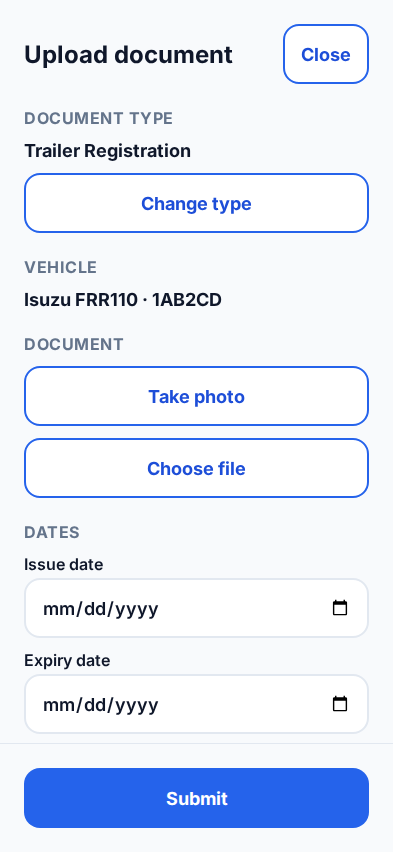 Upload document
Close
DOCUMENT TYPE
Trailer Registration
Change type
VEHICLE
Isuzu FRR110 · 1AB2CD
DOCUMENT
Take photo
Choose file
DATES
Issue date
mm/dd/yyyy
Expiry date
mm/dd/yyyy
Submit